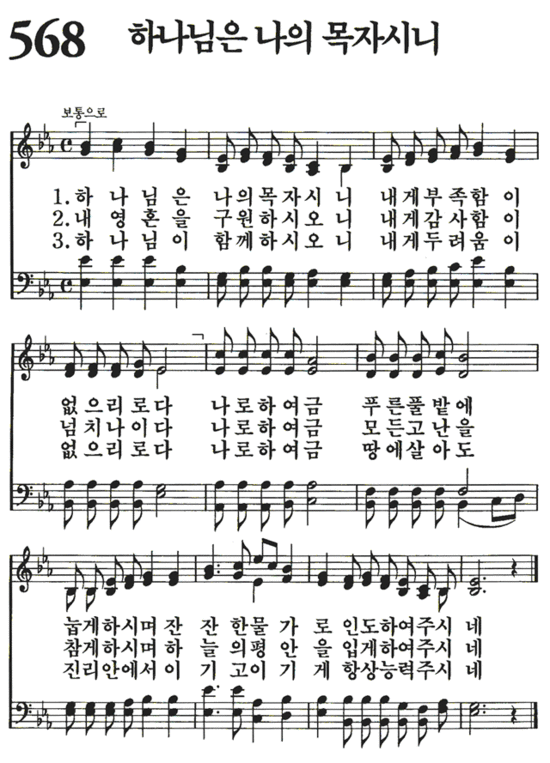 568 하나님은 나의 목자시니
보통으로
1. 하 나 님 은 나의목자시 니 내게부족함 이
2. 내 영 혼 을 구원하시오 니 내게감사함 이
3. 하 나 님 이 함께하시오 니 내게두려움 이
없으리로다 나로하여금 푸른풀밭에
넘치나이다 나로하여금 모든고난을
없으리로다 나로하여금 땅에살아도
눕게하시며 잔 잔 한물 가 로 인도하여주시 네
참게하시며 하 늘 의평 안 을 입게하여주시 네
진리안에서 이 기 고이 기 게 항상능력주시 네